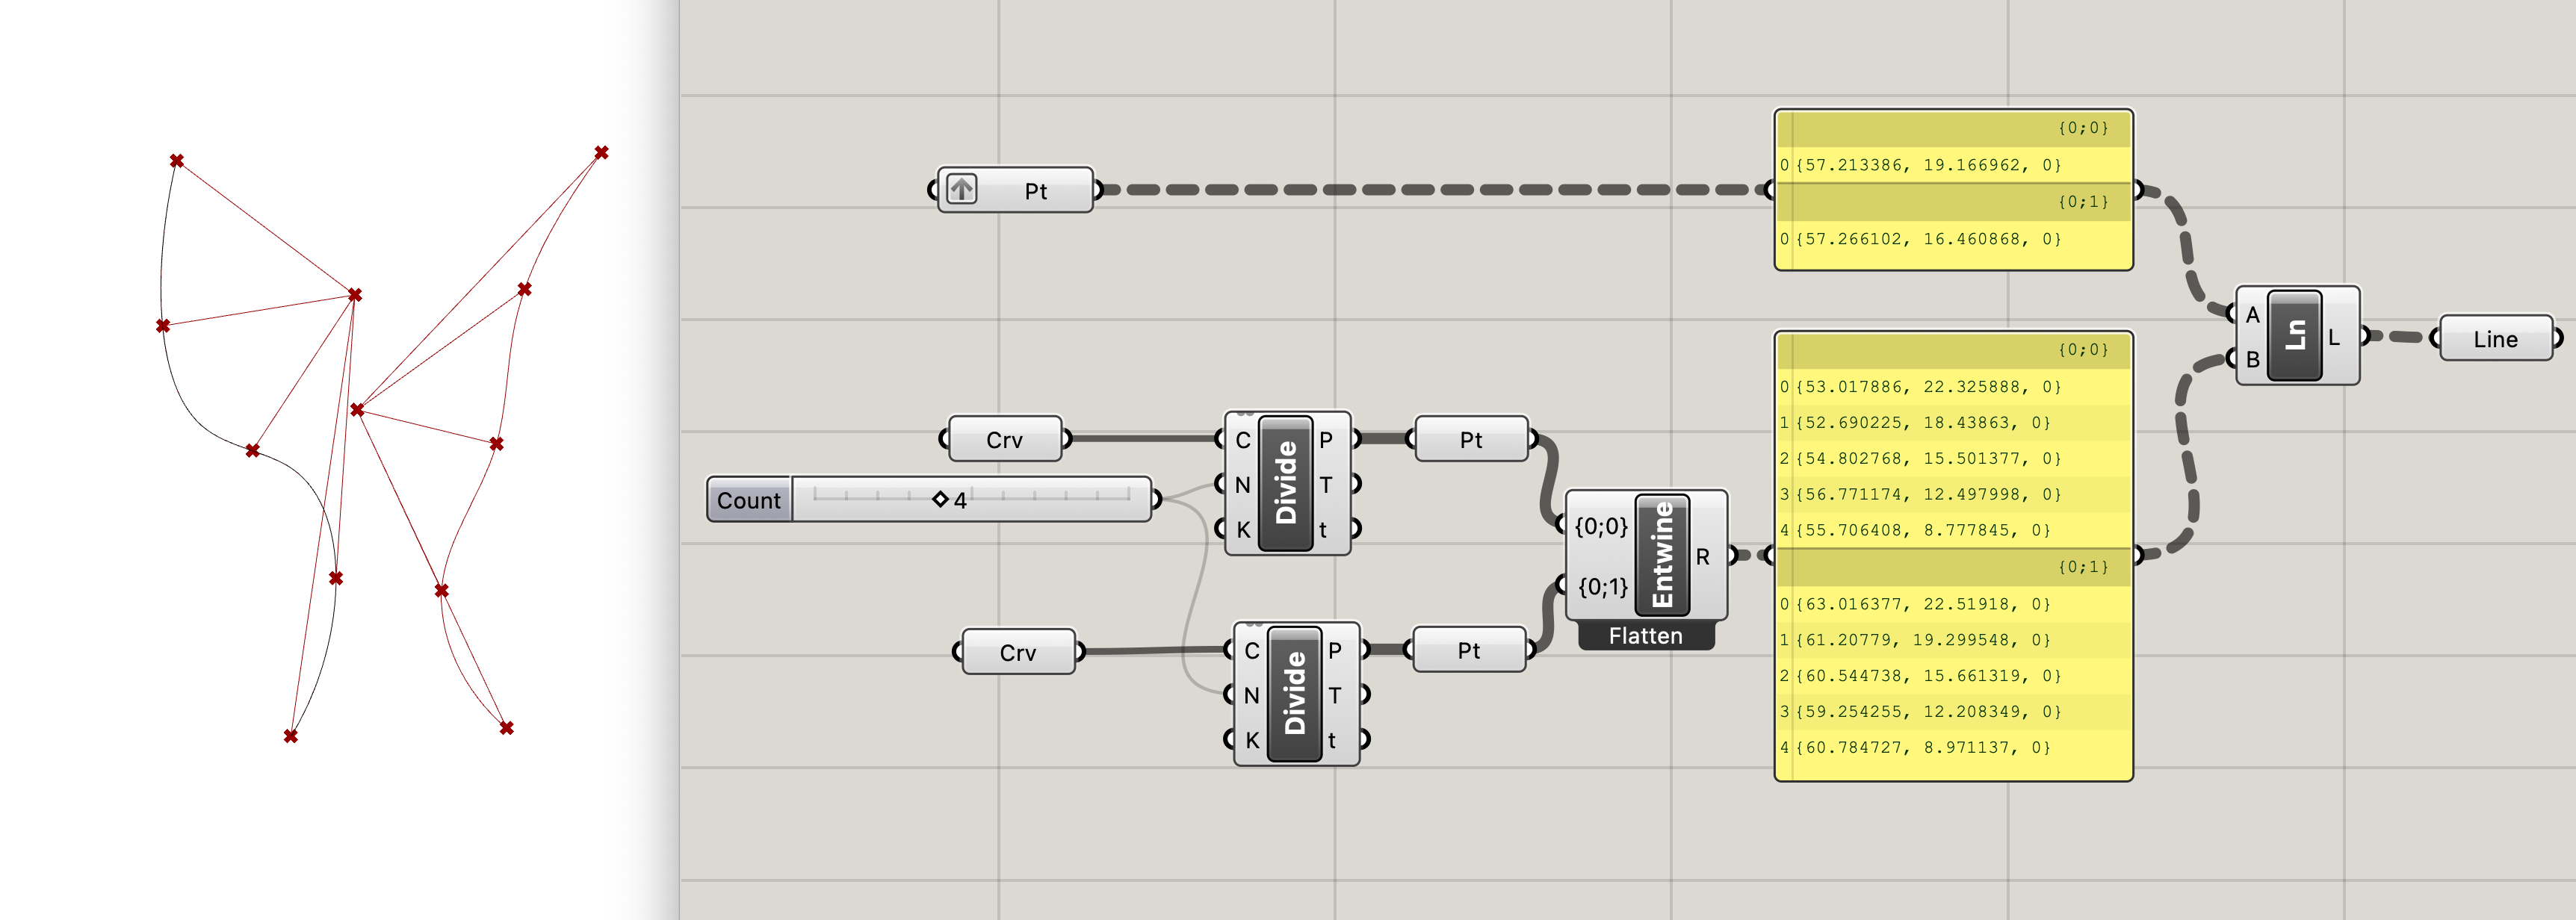 Pt
{0;0}
0 {57.213386, 19.166962, 0}
{0;1}
0 {57.266102, 16.460868, 0}
A
B
Ln
L
Line
Crv
C
N
K
Divide
P
T
t
Pt
Count
4
{0;0}
{0;1}
Entwine
R
Flatten
{0;0}
0 {53.017886, 22.325888, 0}
1 {52.690225, 18.43863, 0}
2 {54.802768, 15.501377, 0}
3 {56.771174, 12.497998, 0}
4 {55.706408, 8.777845, 0}
{0;1}
0 {63.016377, 22.51918, 0}
1 {61.20779, 19.299548, 0}
2 {60.544738, 15.661319, 0}
3 {59.254255, 12.208349, 0}
4 {60.784727, 8.971137, 0}
Crv
C
N
K
Divide
P
T
t
Pt